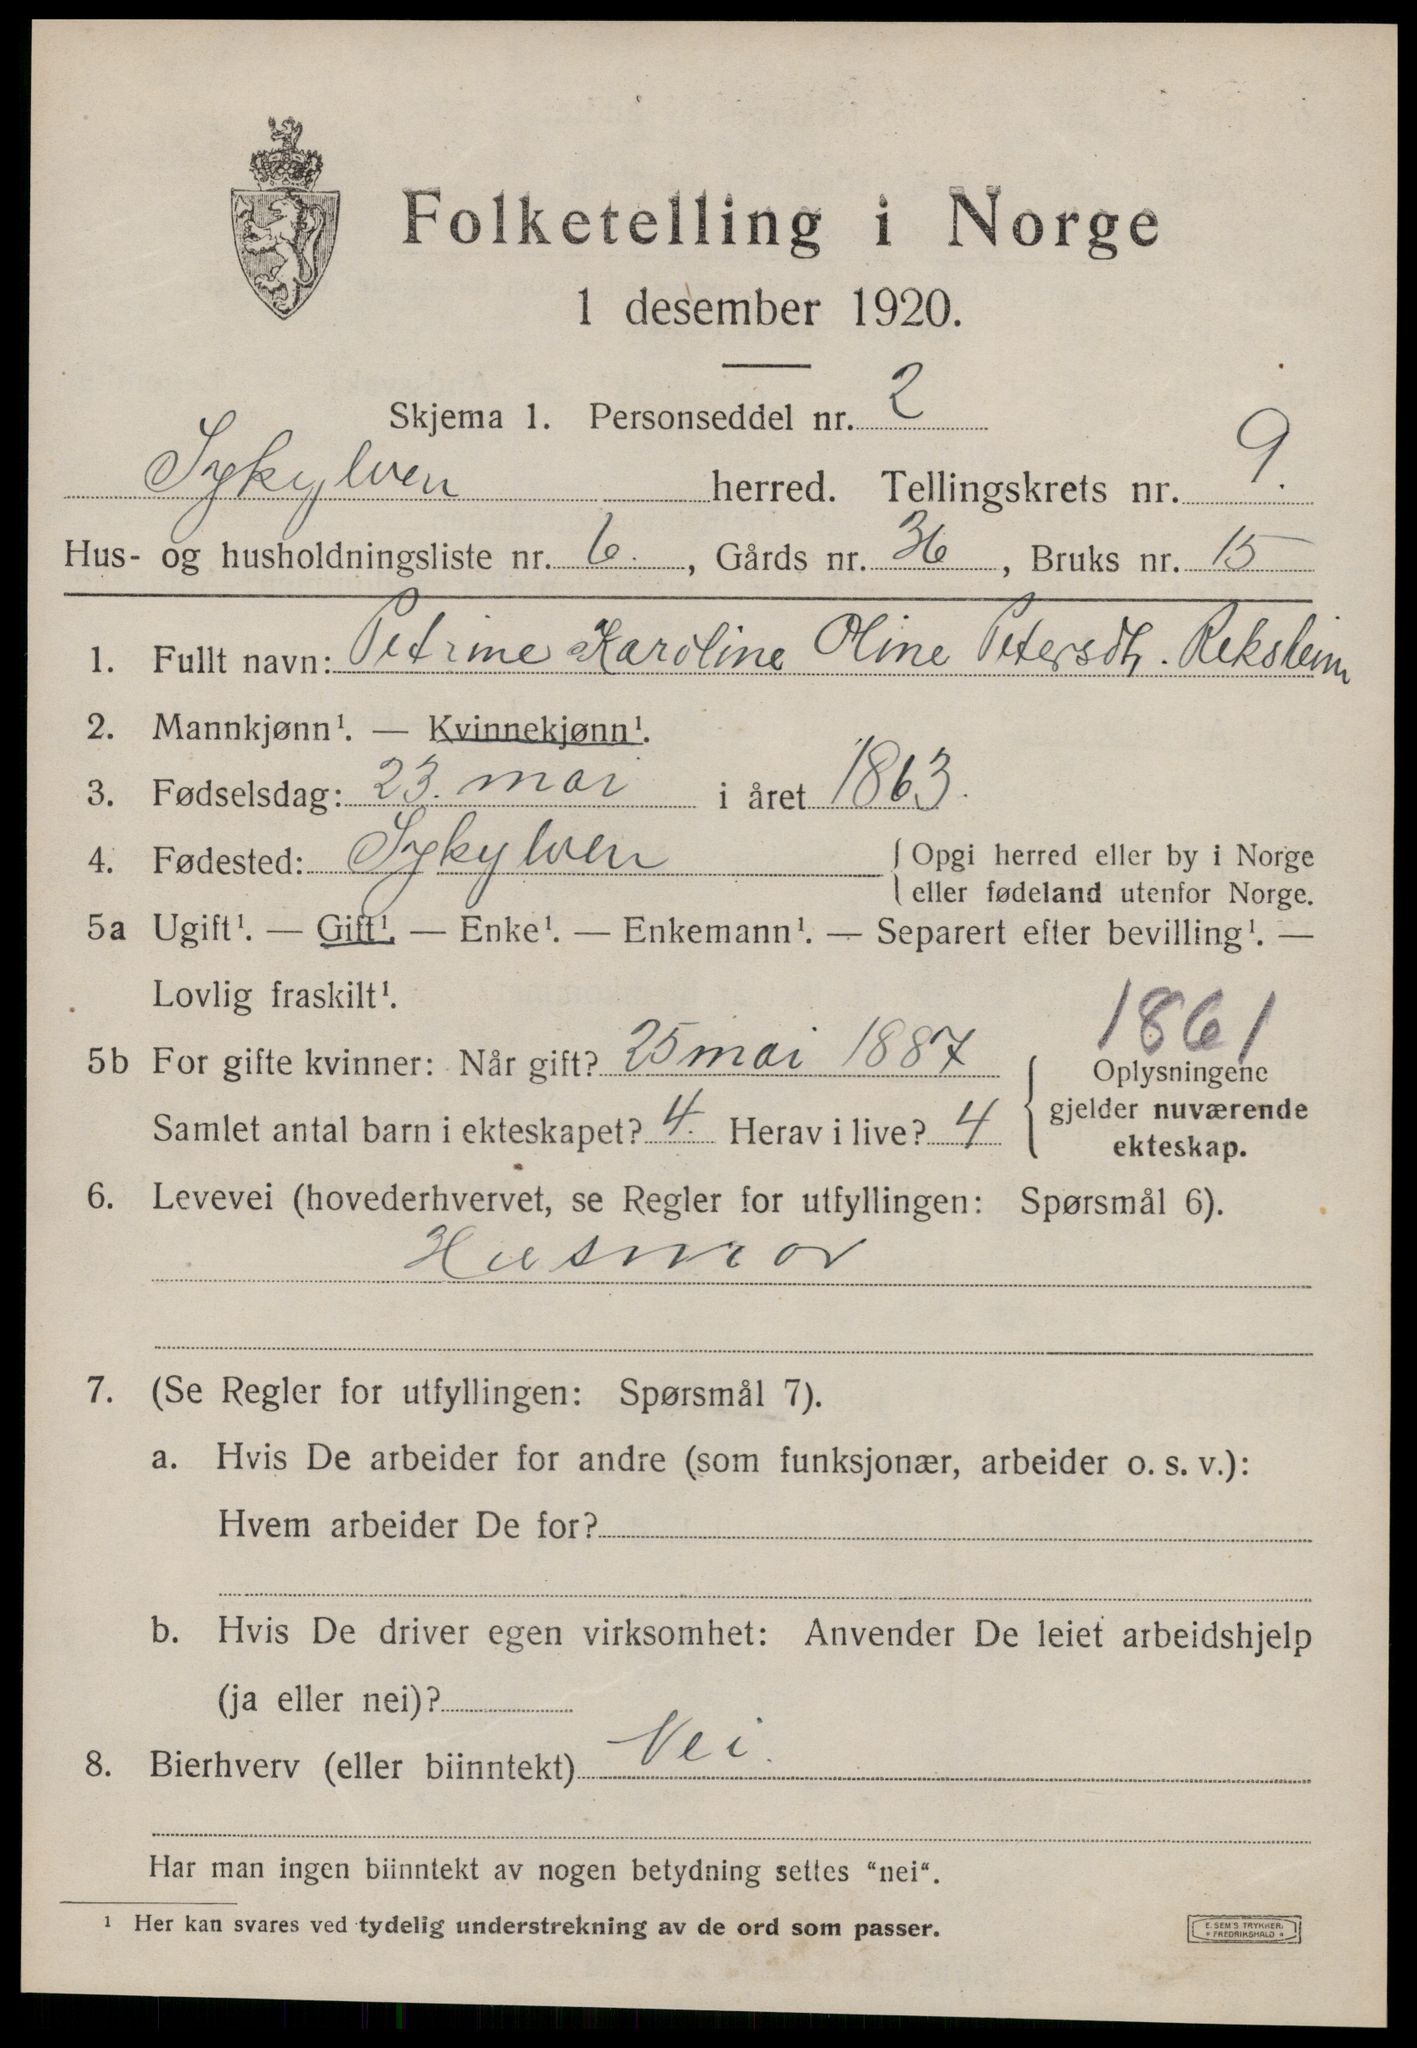 Folketelling i Norge
1 desember 1920.
Skjema 1. Personseddel nr. 2
Sykylven herred. Tellingskrets nr. 9.
Hus- og husholdningsliste nr. 6., Gårds nr. 36, Bruks nr. 15
1. Fullt navn: Petrine Karoline Oline Petersdtr. Reksheim
2. Mannkjønn¹. — Kvinnekjønn¹.
3. Fødselsdag: 23. mai i året 1863.
4. Fødested: Sykylven { Opgi herred eller by i Norge
eller fødeland utenfor Norge.
5a Ugift¹. — Gift¹. — Enke¹. — Enkemann¹. — Separert efter bevilling¹. —
Lovlig fraskilt¹.
1861
5b For gifte kvinner: Når gift? 25 mai 1887
Samlet antal barn i ekteskapet? 4. Herav i live? 4
Oplysningene
gjelder nuværende
ekteskap.
6. Levevei (hovederhvervet, se Regler for utfyllingen: Spørsmål 6).
Husmor
7. (Se Regler for utfyllingen: Spørsmål 7).
a. Hvis De arbeider for andre (som funksjonær, arbeider o. s. v.):
Hvem arbeider De for?
b. Hvis De driver egen virksomhet: Anvender De leiet arbeidshjelp
(ja eller nei)?
8. Bierhverv (eller biinntekt) Nei.
Har man ingen biinntekt av nogen betydning settes “nei“.
¹ Her kan svares ved tydelig understrekning av de ord som passer.
E. SEM'S TRYKKERI
* FREDRIKSHALD *